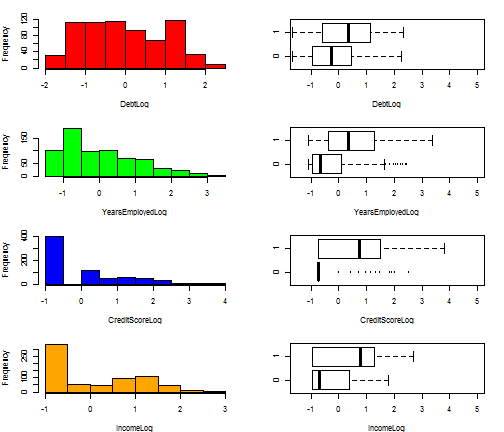 Frequency
0 40 80 120
-2 -1 0 1 2
DebtLog
1
0
-1 0 1 2 3 4 5
DebtLog
Frequency
0 50 150
-1 0 1 2 3
YearsEmployedLog
1
0
-1 0 1 2 3 4 5
YearsEmployedLog
Frequency
0 200 400
-1 0 1 2 3 4
CreditScoreLog
1
0
-1 0 1 2 3 4 5
CreditScoreLog
Frequency
0 100 250
-1 0 1 2 3
IncomeLog
1
0
-1 0 1 2 3 4 5
IncomeLog